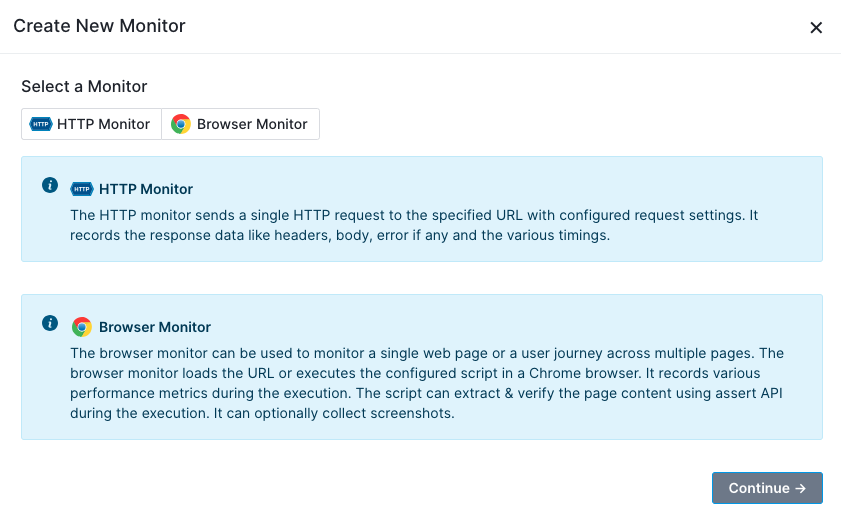 Create New Monitor
Select a Monitor
HTTP HTTP Monitor
Browser Monitor
HTTP HTTP Monitor
The HTTP monitor sends a single HTTP request to the specified URL with configured request settings. It
records the response data like headers, body, error if any and the various timings.
Browser Monitor
The browser monitor can be used to monitor a single web page or a user journey across multiple pages. The
browser monitor loads the URL or executes the configured script in a Chrome browser. It records various
performance metrics during the execution. The script can extract & verify the page content using assert API
during the execution. It can optionally collect screenshots.
Continue →